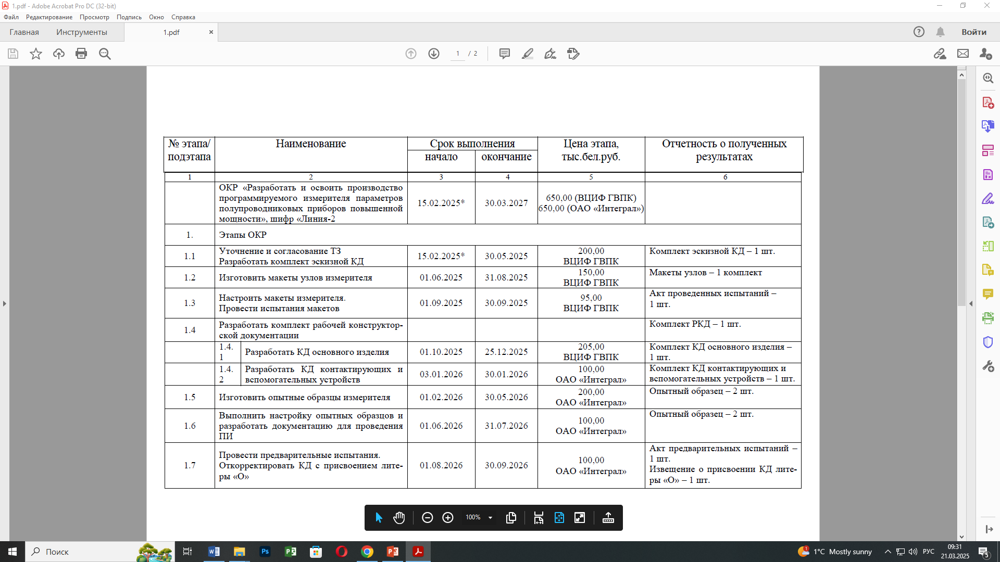 1.pdf - Adobe Acrobat Pro DC (32-bit)
Файл Редактирование Просмотр Подпись Окно Справка
Главная Инструменты 1.pdf × Войти
1 / 2
№ этапа/ Наименование Срок выполнения Цена этапа, Отчетность о полученных
подэтапа начало окончание тыс.бел.руб. результатах
1 2 3 4 5 6
ОКР «Разработать и освоить производство
программируемого измерителя параметров
полупроводниковых приборов повышенной
мощности», шифр «Линия-2
15.02.2025* 30.03.2027
650,00 (ВЦИФ ГВПК)
650,00 (ОАО «Интеграл»)
1. Этапы ОКР
1.1
Уточнение и согласование ТЗ
Разработать комплект эскизной КД
15.02.2025* 30.05.2025
200,00
ВЦИФ ГВПК
Комплект эскизной КД – 1 шт.
1.2 Изготовить макеты узлов измерителя 01.06.2025 31.08.2025
150,00
ВЦИФ ГВПК
Макеты узлов – 1 комплект
1.3
Настроить макеты измерителя.
Провести испытания макетов
01.09.2025 30.09.2025
95,00
ВЦИФ ГВПК
Акт проведенных испытаний –
1 шт.
1.4
Разработать комплект рабочей конструктор-
ской документации
Комплект РКД – 1 шт.
1.4.
1
Разработать КД основного изделия 01.10.2025 25.12.2025
205,00
ВЦИФ ГВПК
Комплект КД основного изделия –
1 шт.
1.4.
2
Разработать КД контактирующих и
вспомогательных устройств
03.01.2026 30.01.2026
100,00
ОАО «Интеграл»
Комплект КД контактирующих и
вспомогательных устройств – 1 шт.
1.5 Изготовить опытные образцы измерителя 01.02.2026 30.05.2026
200,00
ОАО «Интеграл»
Опытный образец – 2 шт.
1.6
Выполнить настройку опытных образцов и
разработать документацию для проведения
ПИ
01.06.2026 31.07.2026
100,00
ОАО «Интеграл»
Опытный образец – 2 шт.
1.7
Провести предварительные испытания.
Откорректировать КД с присвоением лите-
ры «О»
01.08.2026 30.09.2026
100,00
ОАО «Интеграл»
Акт предварительных испытаний –
1 шт.
Извещение о присвоении КД лите-
ры «О» – 1 шт.
100%
Поиск
1°C Mostly sunny РУС
09:31
21.03.2025
5